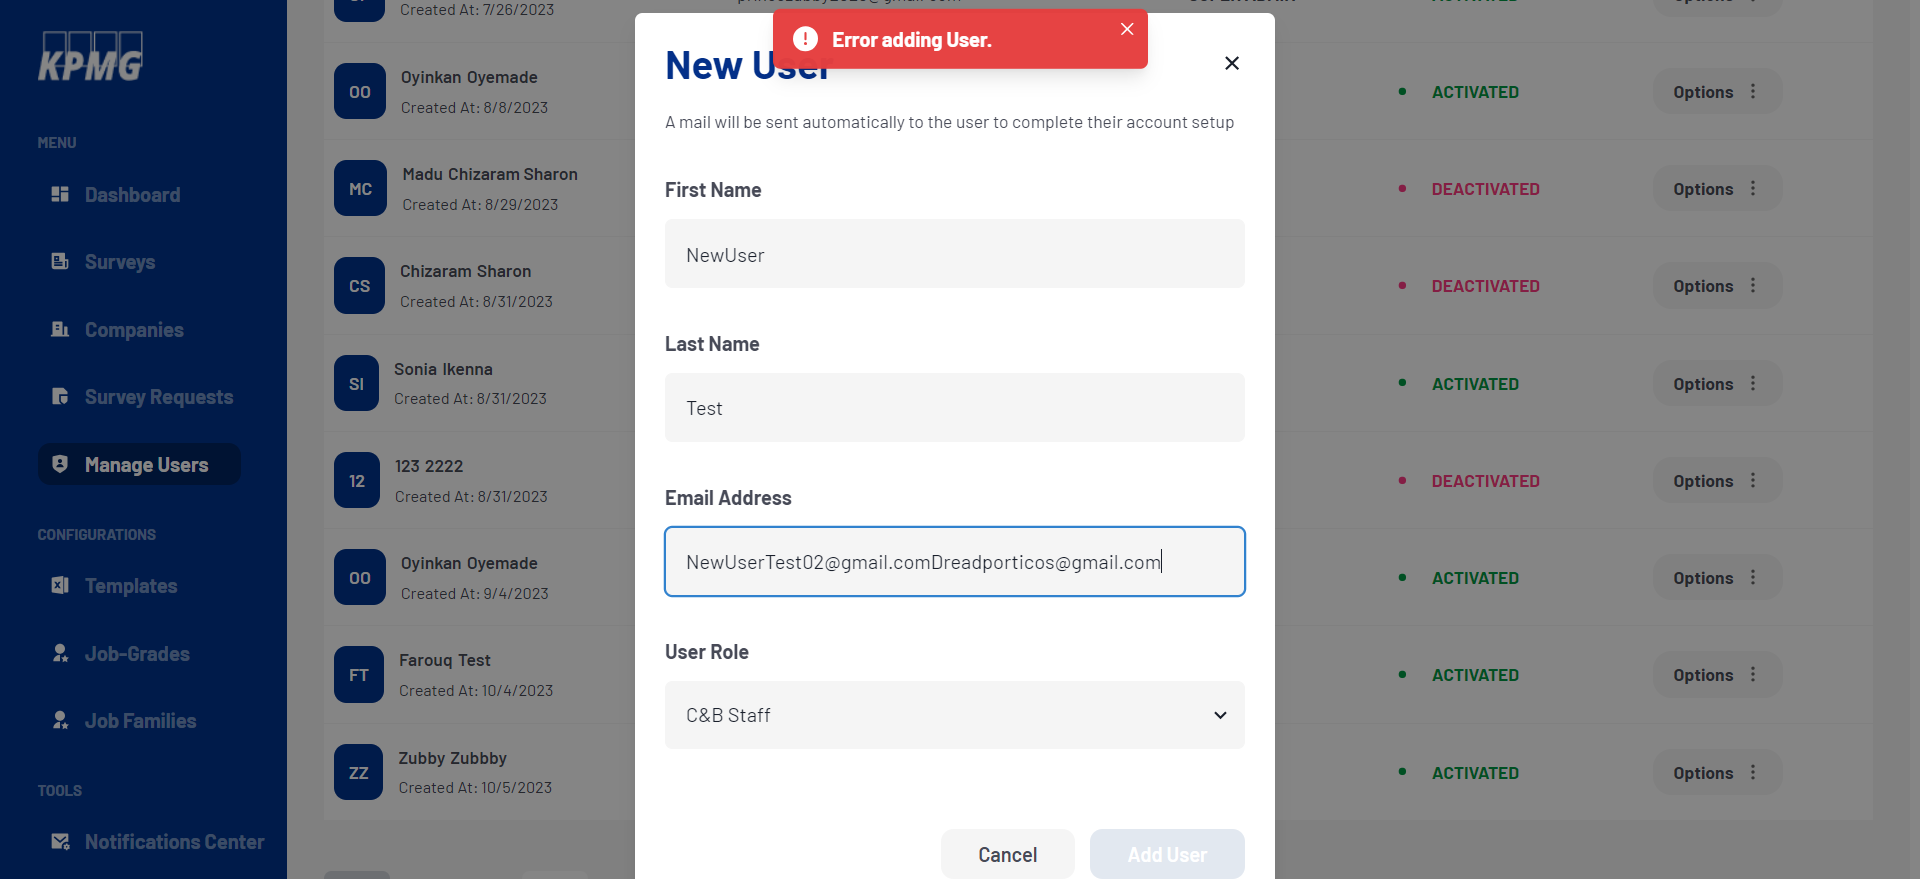 KPMG
MENU
Dashboard
Surveys
Companies
Survey Requests
Manage Users
CONFIGURATIONS
Templates
Job-Grades
Job Families
TOOLS
Notifications Center
Created At: 7/26/2023
Oyinkan Oyemade
OO
Created At: 8/8/2023
ACTIVATED
Options
Madu Chizaram Sharon
MC
Created At: 8/29/2023
DEACTIVATED
Options
Chizaram Sharon
CS
Created At: 8/31/2023
DEACTIVATED
Options
Sonia Ikenna
SI
Created At: 8/31/2023
ACTIVATED
Options
123 2222
12
Created At: 8/31/2023
DEACTIVATED
Options
Oyinkan Oyemade
OO
Created At: 9/4/2023
ACTIVATED
Options
Farouq Test
FT
Created At: 10/4/2023
ACTIVATED
Options
Zubby Zubbby
ZZ
Created At: 10/5/2023
ACTIVATED
Options
Error adding User.
New User
A mail will be sent automatically to the user to complete their account setup
First Name
NewUser
Last Name
Test
Email Address
NewUserTest02@gmail.comDreadporticos@gmail.com
User Role
C&B Staff
Cancel
Add User